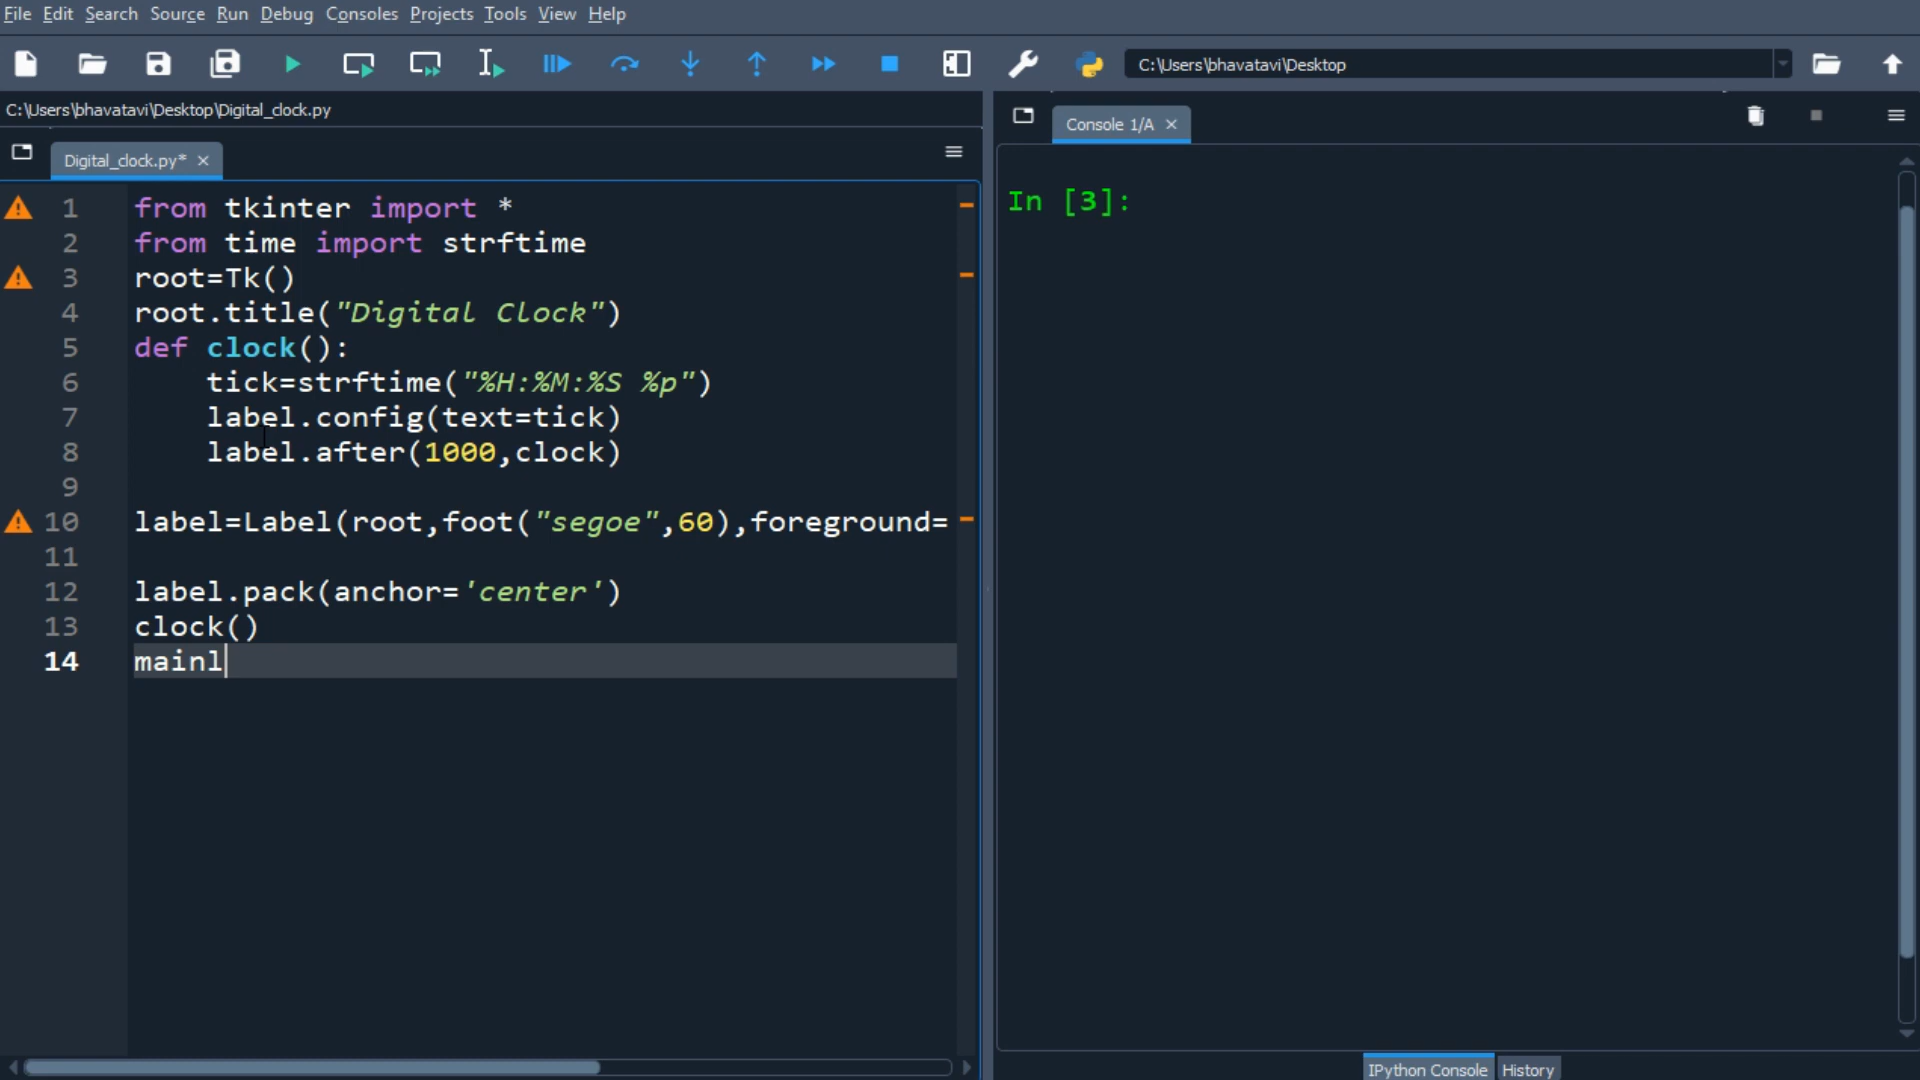 File Edit Search Source Run Debug Consoles Projects Tools View Help
C:\Users\bhavatavi\Desktop
C:\Users\bhavatavi\Desktop\Digital_clock.py
Console 1/A
Digital_clock.py*
1 from tkinter import *
2 from time import strftime
3 root=Tk()
4 root.title("Digital Clock")
5 def clock():
6 tick=strftime("%H:%M:%S %p")
7 label.config(text=tick)
8 label.after(1000,clock)
9
10 label=Label(root,foot("segoe",60),foreground=
11
12 label.pack(anchor='center')
13 clock()
14 mainl
In [3]:
IPython Console History